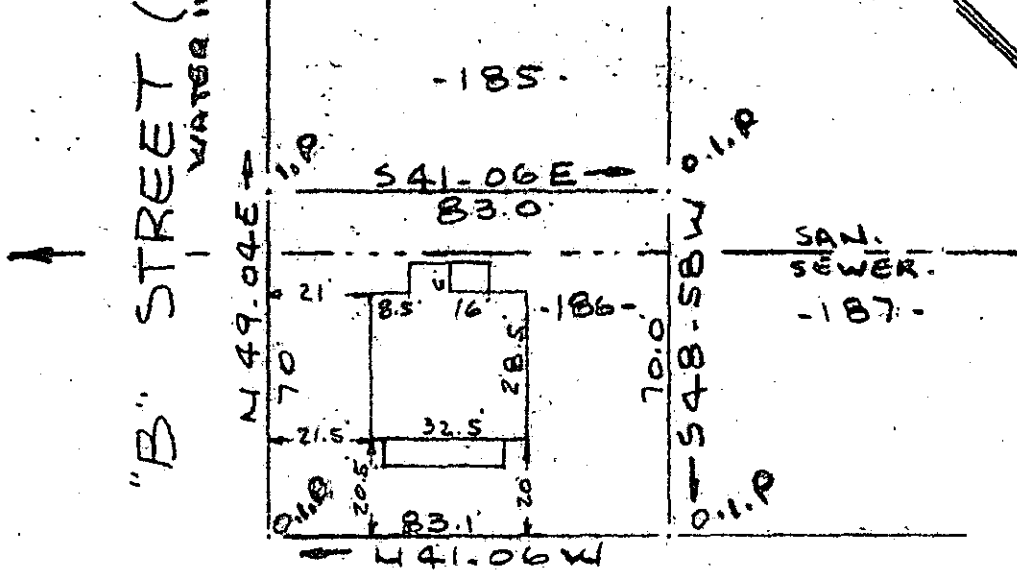 "B" STREET (
WATER
-185-
I.P
O.I.P
S41-06E
83.0'
N49.04E
70'
S48-58W
70.0'
SAN.
SEWER.
-187-
-186-
21'
8.5'
16'
28.5'
21.5'
32.5'
20.5'
20'
O.I.P
83.1'
O.I.P
N41.06W